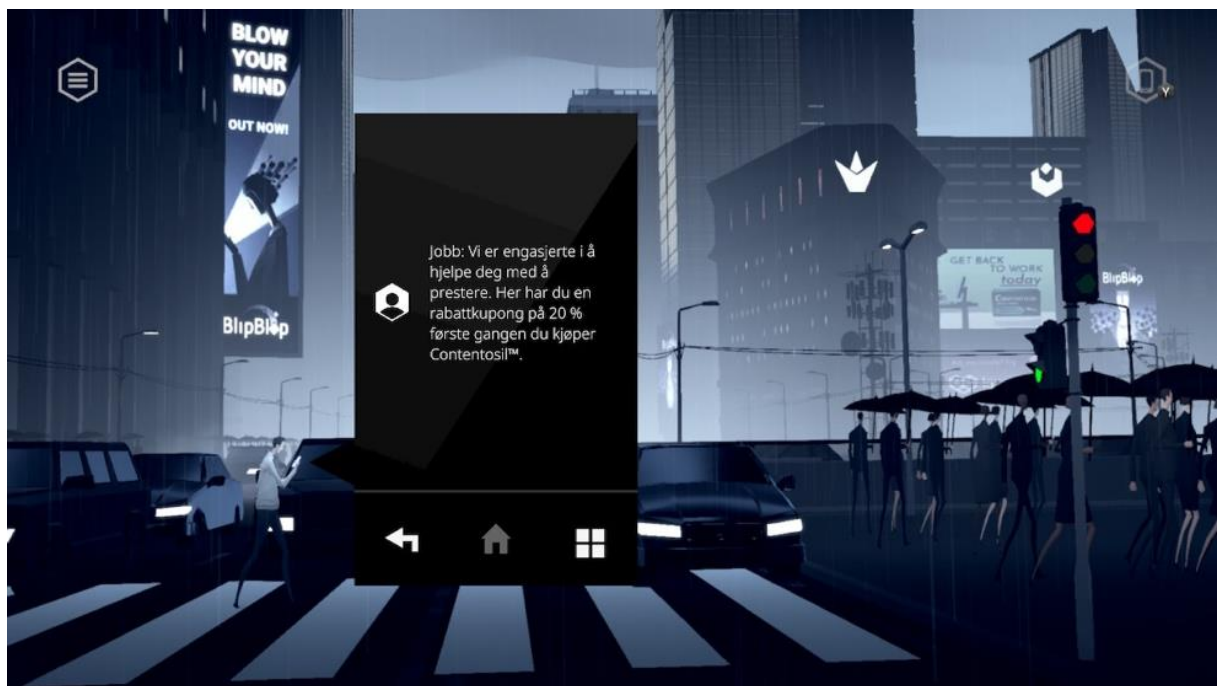 BLOW
YOUR
MIND
OUT NOW!
BlipBlop
Jobb: Vi er engasjerte i å
hjelpe deg med å
prestere. Her har du en
rabattkupong på 20 %
første gangen du kjøper
Contentosil™.
Y
GET BACK
TO WORK
today
BlipBlop